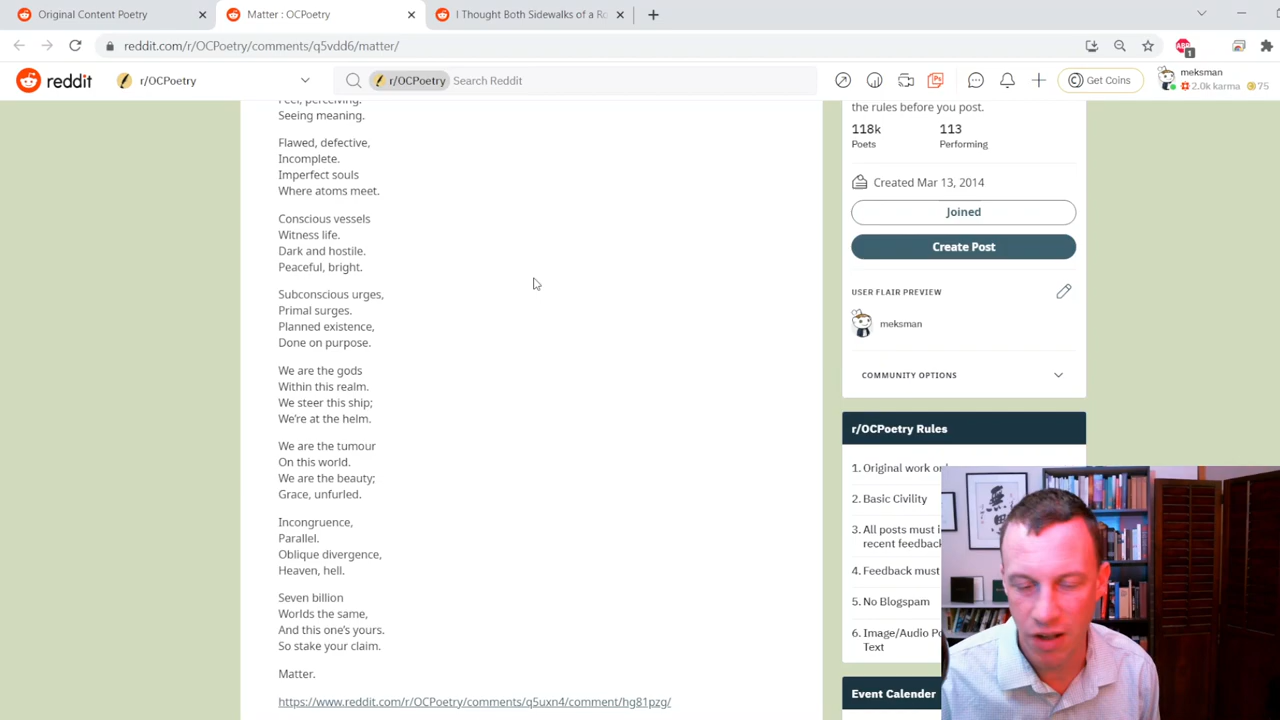 Original Content Poetry
Matter : OCPoetry
I Thought Both Sidewalks of a Ro
reddit.com/r/OCPoetry/comments/q5vdd6/matter/
ABP
1
reddit
r/OCPoetry
r/OCPoetry
Search Reddit
Get Coins
meksman
2.0k karma
75
Feel, perceiving.
Seeing meaning.
Flawed, defective,
Incomplete.
Imperfect souls
Where atoms meet.
Conscious vessels
Witness life.
Dark and hostile.
Peaceful, bright.
Subconscious urges,
Primal surges.
Planned existence,
Done on purpose.
We are the gods
Within this realm.
We steer this ship;
We're at the helm.
We are the tumour
On this world.
We are the beauty;
Grace, unfurled.
Incongruence,
Parallel.
Oblique divergence,
Heaven, hell.
Seven billion
Worlds the same,
And this one's yours.
So stake your claim.
Matter.
https://www.reddit.com/r/OCPoetry/comments/q5uxn4/comment/hg81pzg/
the rules before you post.
118k
113
Poets
Performing
Created Mar 13, 2014
Joined
Create Post
USER FLAIR PREVIEW
meksman
COMMUNITY OPTIONS
r/OCPoetry Rules
1. Original work
2. Basic Civility
3. All posts must
recent feedback
4. Feedback must
5. No Blogspam
6. Image/Audio
Text
Event Calender